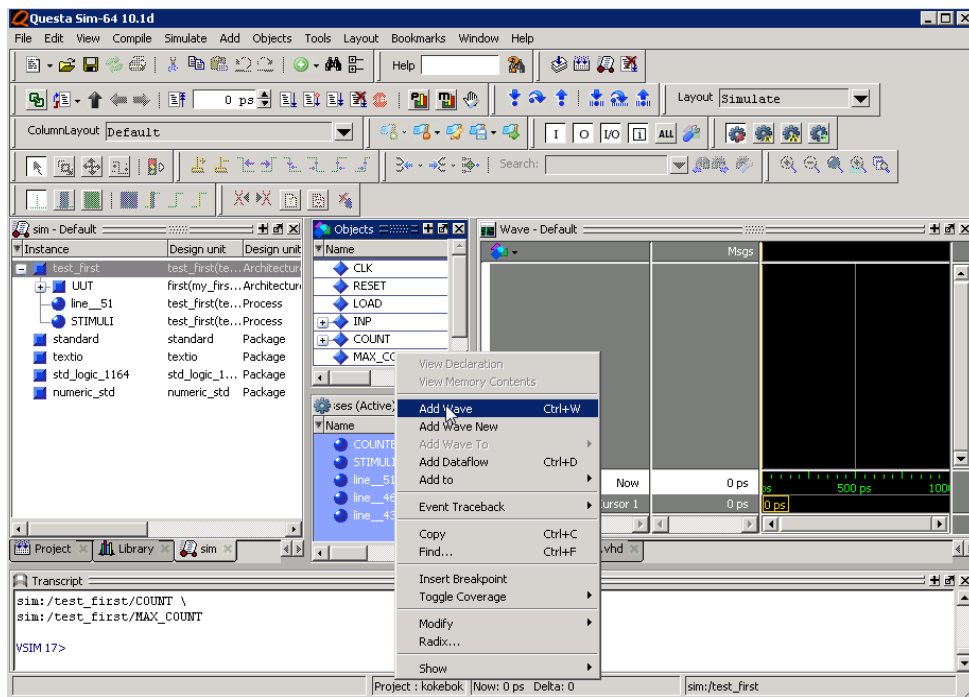 Questa Sim-64 10.1d
File Edit View Compile Simulate Add Objects Tools Layout Bookmarks Window Help
Help
0 ps
Layout Simulate
ColumnLayout Default
I O I/O i ALL
Search:
sim - Default
Instance Design unit Design unit
test_first test_first(te... Architectur
UUT first(my_firs... Architectur
line__51 test_first(te... Process
STIMULI test_first(te... Process
standard standard Package
textio textio Package
std_logic_1164 std_logic_1... Package
numeric_std numeric_std Package
Project Library sim
Objects
Name
CLK
RESET
LOAD
INP
COUNT
MAX_CO
:ses (Active)
Name
COUNTE
STIMULI
line__51
line__46
line__43
View Declaration
View Memory Contents
Add Wave Ctrl+W
Add Wave New
Add Wave To
Add Dataflow Ctrl+D
Add to
Event Traceback
Copy Ctrl+C
Find... Ctrl+F
Insert Breakpoint
Toggle Coverage
Modify
Radix...
Show
Wave - Default
Msgs
Now 0 ps
ursor 1 0 ps
ps 500 ps 100
0 ps
.vhd
Transcript
sim:/test_first/COUNT \
sim:/test_first/MAX_COUNT
VSIM 17>
Project : kokebok Now: 0 ps Delta: 0 sim:/test_first